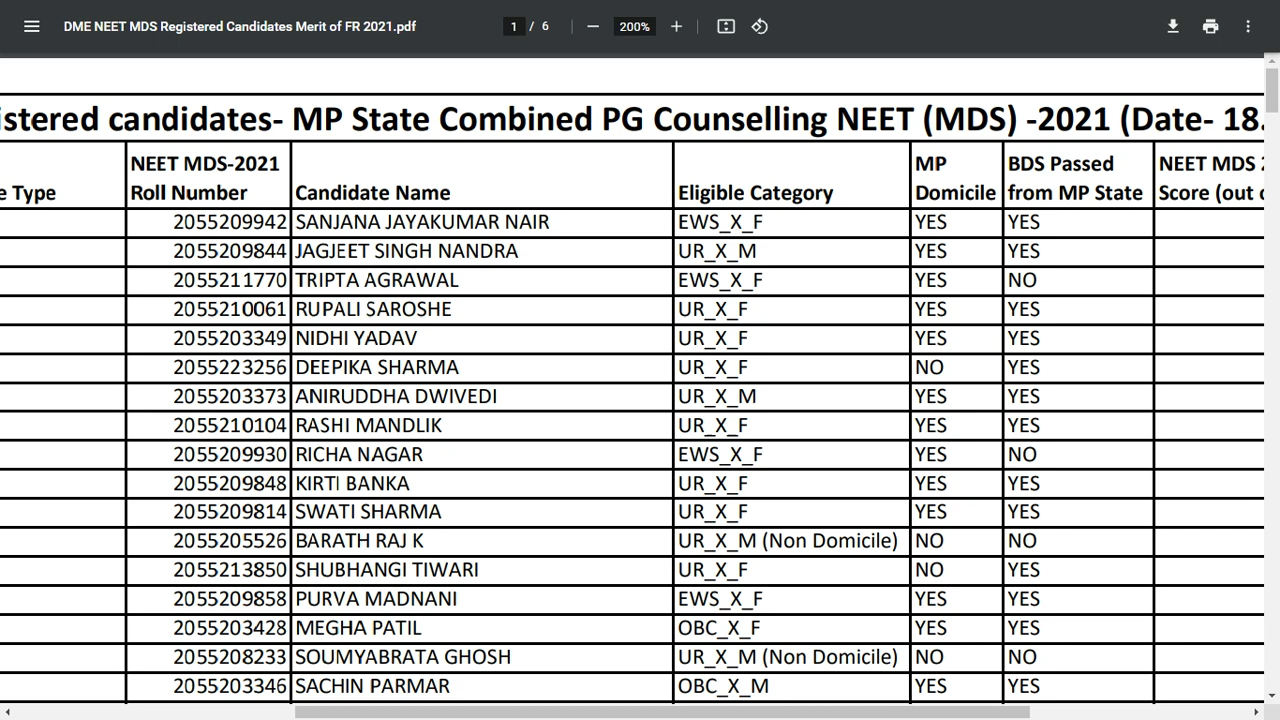 DME NEET MDS Registered Candidates Merit of FR 2021.pdf 1 / 6 200%
istered candidates- MP State Combined PG Counselling NEET (MDS) -2021 (Date- 18.
e Type NEET MDS-2021 Roll Number Candidate Name Eligible Category MP Domicile BDS Passed from MP State NEET MDS 2 Score (out o
2055209942 SANJANA JAYAKUMAR NAIR EWS_X_F YES YES
2055209844 JAGJEET SINGH NANDRA UR_X_M YES YES
2055211770 TRIPTA AGRAWAL EWS_X_F YES NO
2055210061 RUPALI SAROSHE UR_X_F YES YES
2055203349 NIDHI YADAV UR_X_F YES YES
2055223256 DEEPIKA SHARMA UR_X_F NO YES
2055203373 ANIRUDDHA DWIVEDI UR_X_M YES YES
2055210104 RASHI MANDLIK UR_X_F YES YES
2055209930 RICHA NAGAR EWS_X_F YES NO
2055209848 KIRTI BANKA UR_X_F YES YES
2055209814 SWATI SHARMA UR_X_F YES YES
2055205526 BARATH RAJ K UR_X_M (Non Domicile) NO NO
2055213850 SHUBHANGI TIWARI UR_X_F NO YES
2055209858 PURVA MADNANI EWS_X_F YES YES
2055203428 MEGHA PATIL OBC_X_F YES YES
2055208233 SOUMYABRATA GHOSH UR_X_M (Non Domicile) NO NO
2055203346 SACHIN PARMAR OBC_X_M YES YES